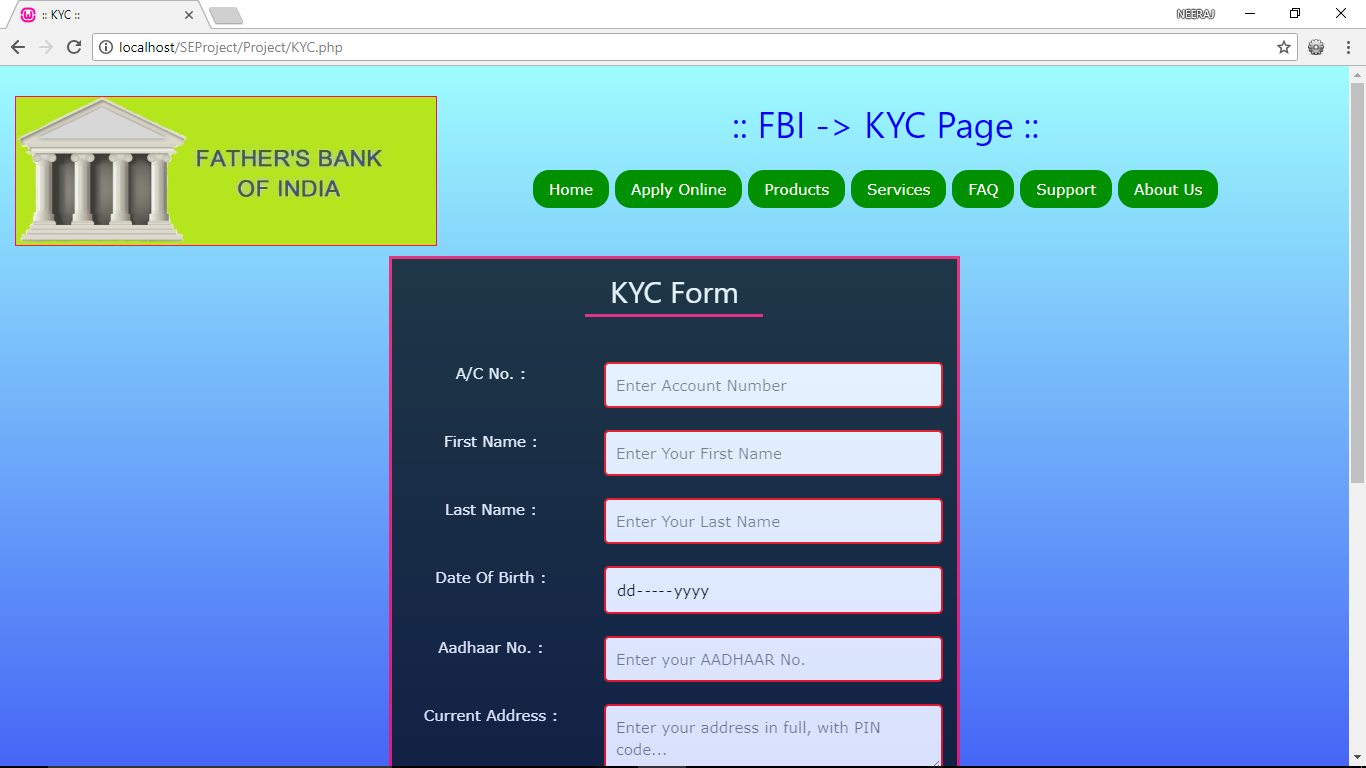 :: KYC ::
NEERAJ
localhost/SEProject/Project/KYC.php
FATHER'S BANK
OF INDIA
:: FBI -> KYC Page ::
Home Apply Online Products Services FAQ Support About Us
KYC Form
A/C No. : Enter Account Number
First Name : Enter Your First Name
Last Name : Enter Your Last Name
Date Of Birth : dd-----yyyy
Aadhaar No. : Enter your AADHAAR No.
Current Address : Enter your address in full, with PIN
code...